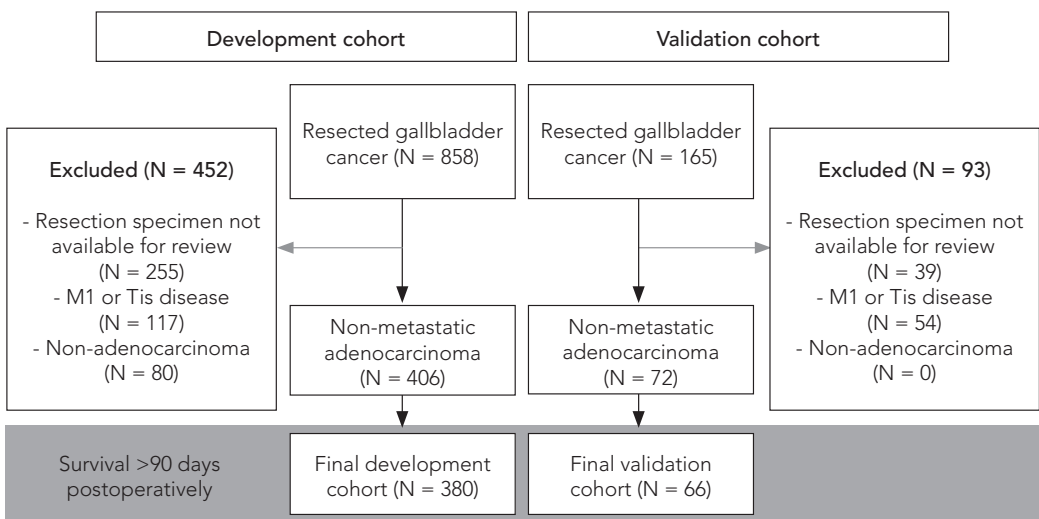 Development cohort
Validation cohort
Resected gallbladder
cancer (N = 858)
Resected gallbladder
cancer (N = 165)
Excluded (N = 452)
- Resection specimen not
available for review
(N = 255)
- M1 or Tis disease
(N = 117)
- Non-adenocarcinoma
(N = 80)
Excluded (N = 93)
- Resection specimen not
available for review
(N = 39)
- M1 or Tis disease
(N = 54)
- Non-adenocarcinoma
(N = 0)
Non-metastatic
adenocarcinoma
(N = 406)
Non-metastatic
adenocarcinoma
(N = 72)
Survival >90 days
postoperatively
Final development
cohort (N = 380)
Final validation
cohort (N = 66)